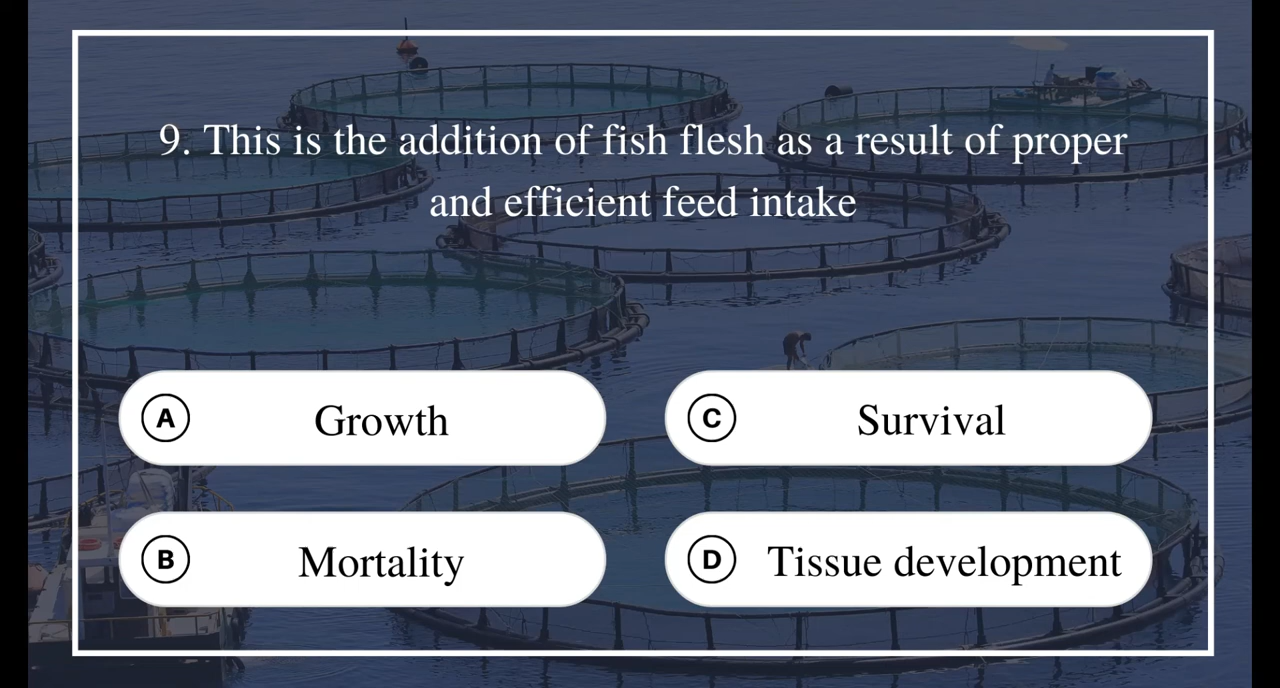 9. This is the addition of fish flesh as a result of proper
and efficient feed intake
A Growth
B Mortality
C Survival
D Tissue development